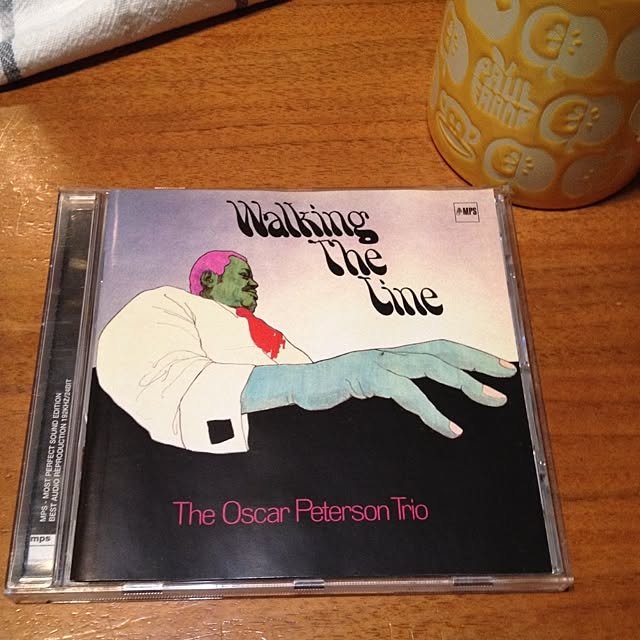 PAUL FRANK
Walking
The
Line
MPS
The Oscar Peterson Trio
MPS - MOST PERFECT SOUND EDITION
BEST AUDIO REPRODUCTION 192KHZ/24BIT
mps